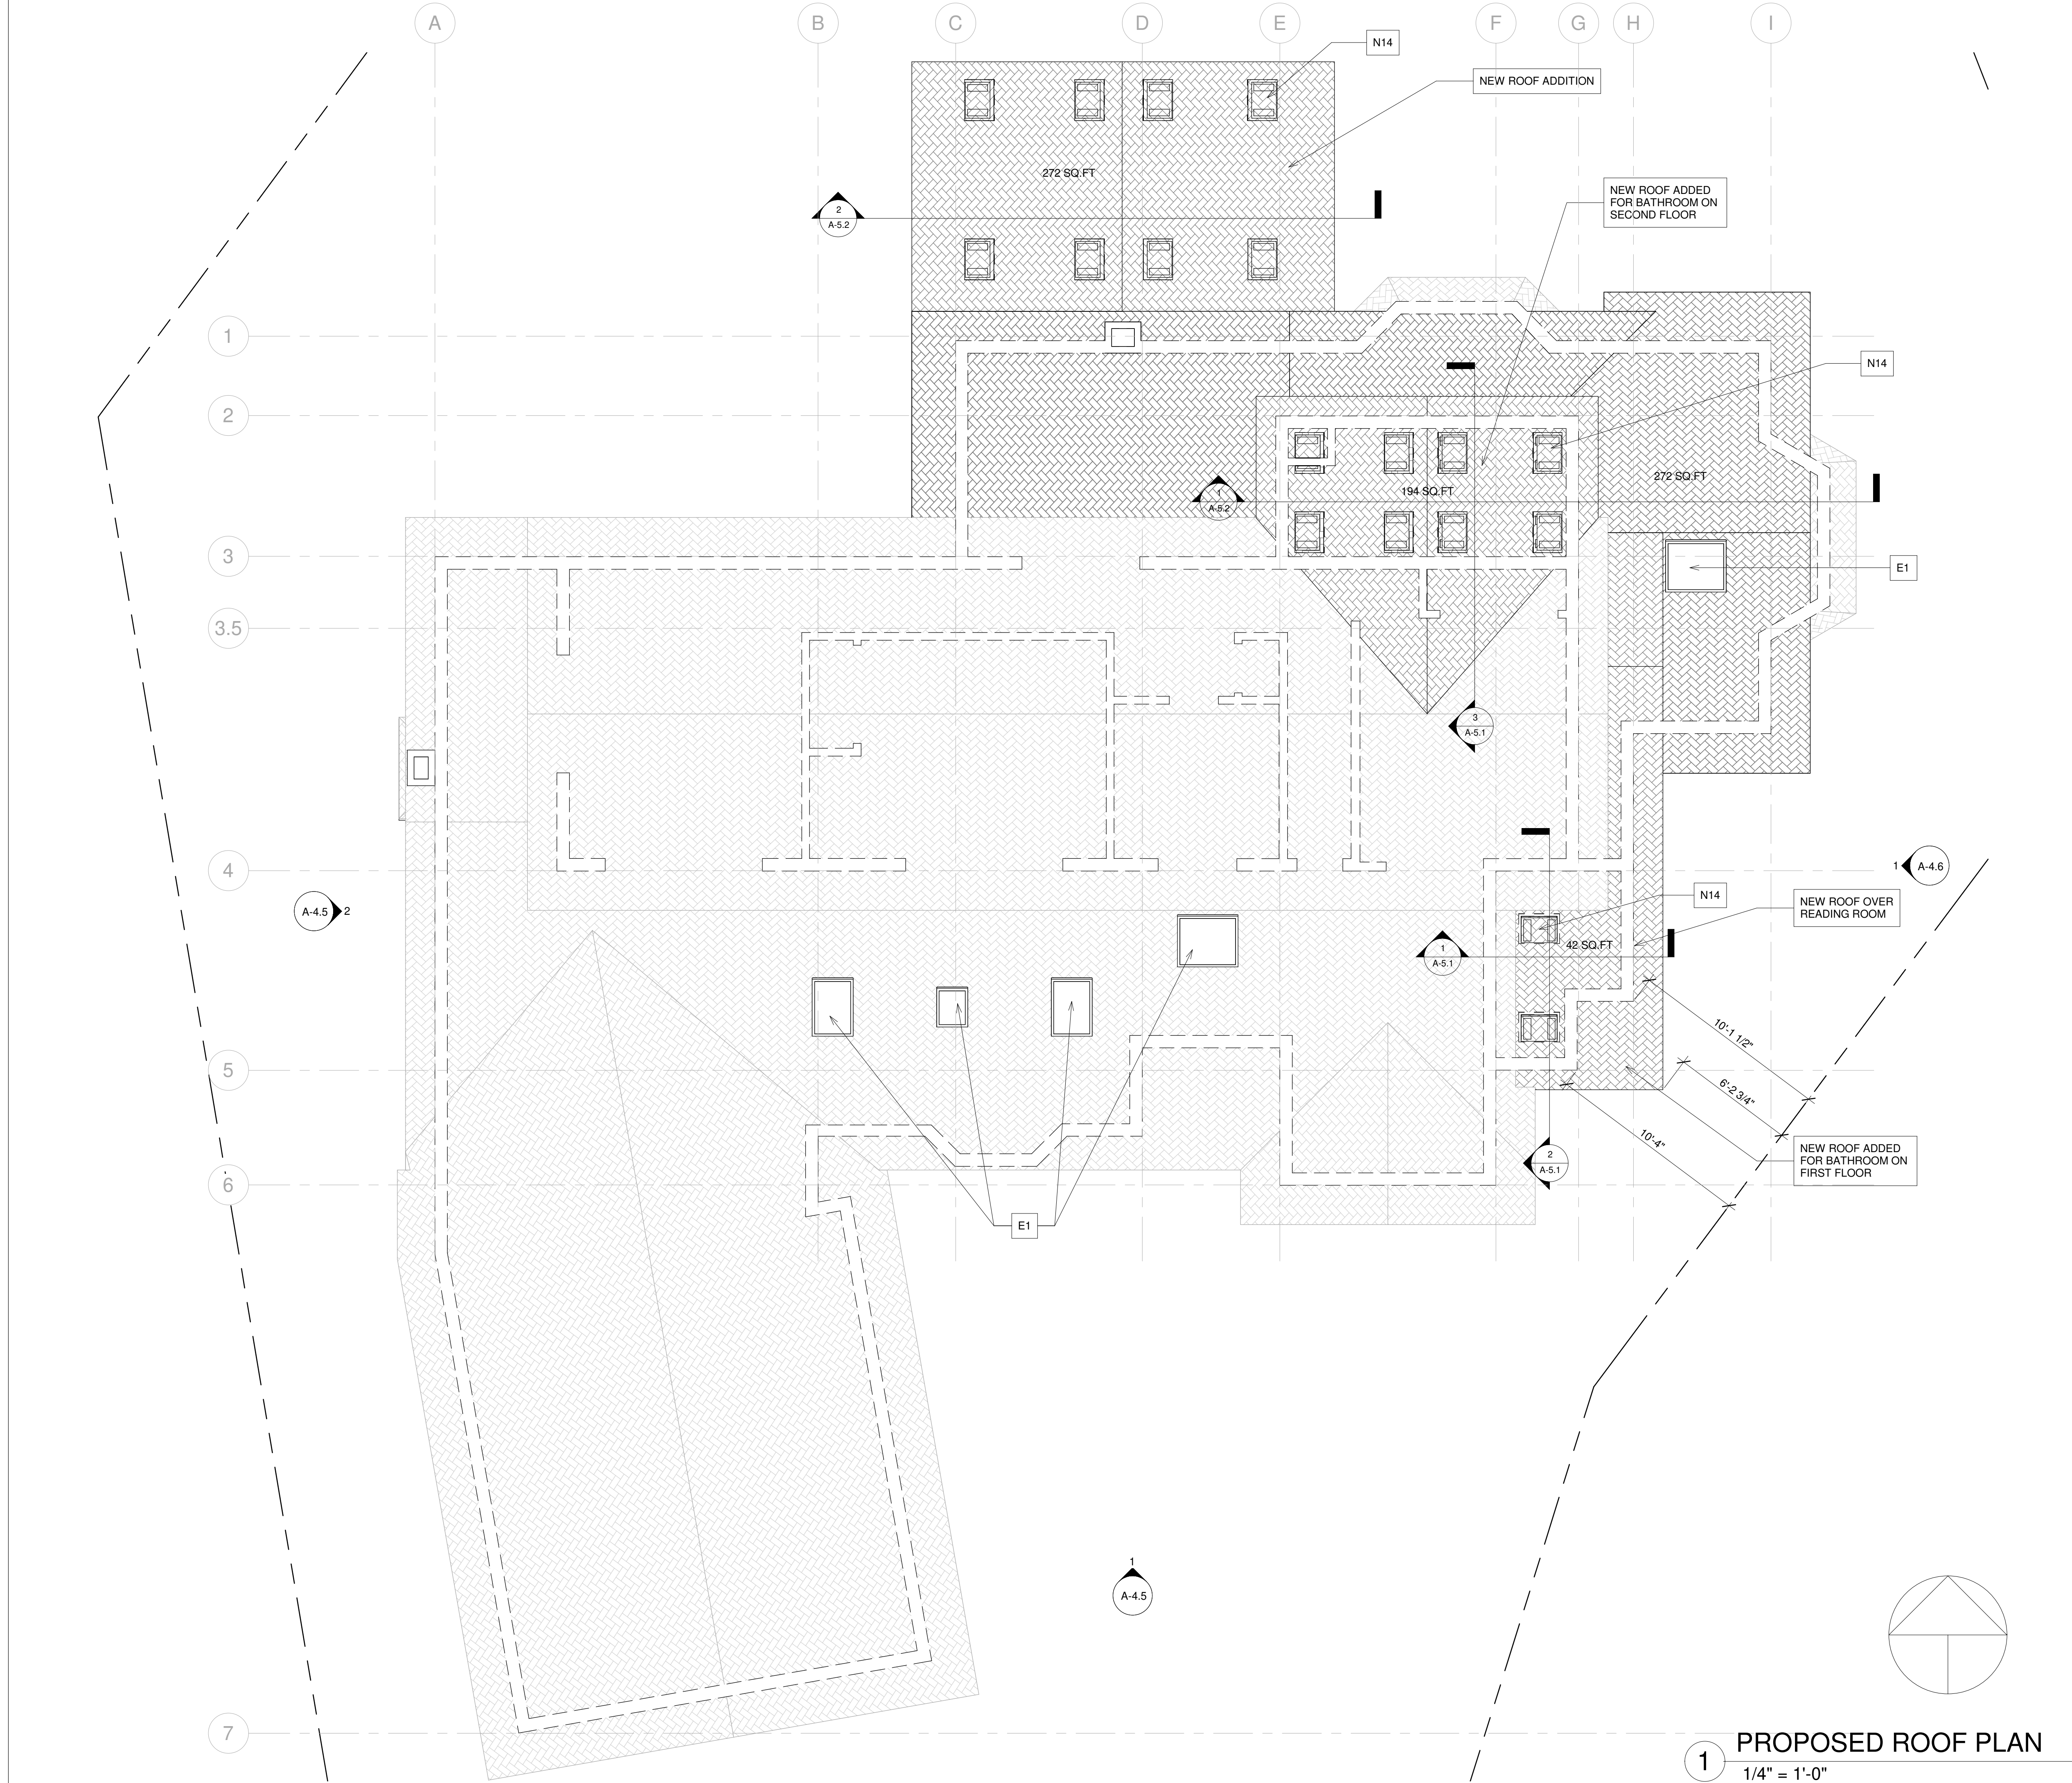 A
B
C
D
E
F
G
H
I
N14
NEW ROOF ADDITION
272 SQ.FT
NEW ROOF ADDED
FOR BATHROOM ON
SECOND FLOOR
2
A-5.2
1
N14
2
272 SQ.FT
194 SQ.FT
1
A-5.2
3
E1
3.5
3
A-5.1
4
1
A-4.6
N14
NEW ROOF OVER
READING ROOM
A-4.5
2
42 SQ.FT
1
A-5.1
10'-1 1/2"
5
6'-2 3/4"
10'-4"
NEW ROOF ADDED
FOR BATHROOM ON
FIRST FLOOR
2
A-5.1
6
E1
1
A-4.5
7
1
PROPOSED ROOF PLAN
1/4" = 1'-0"